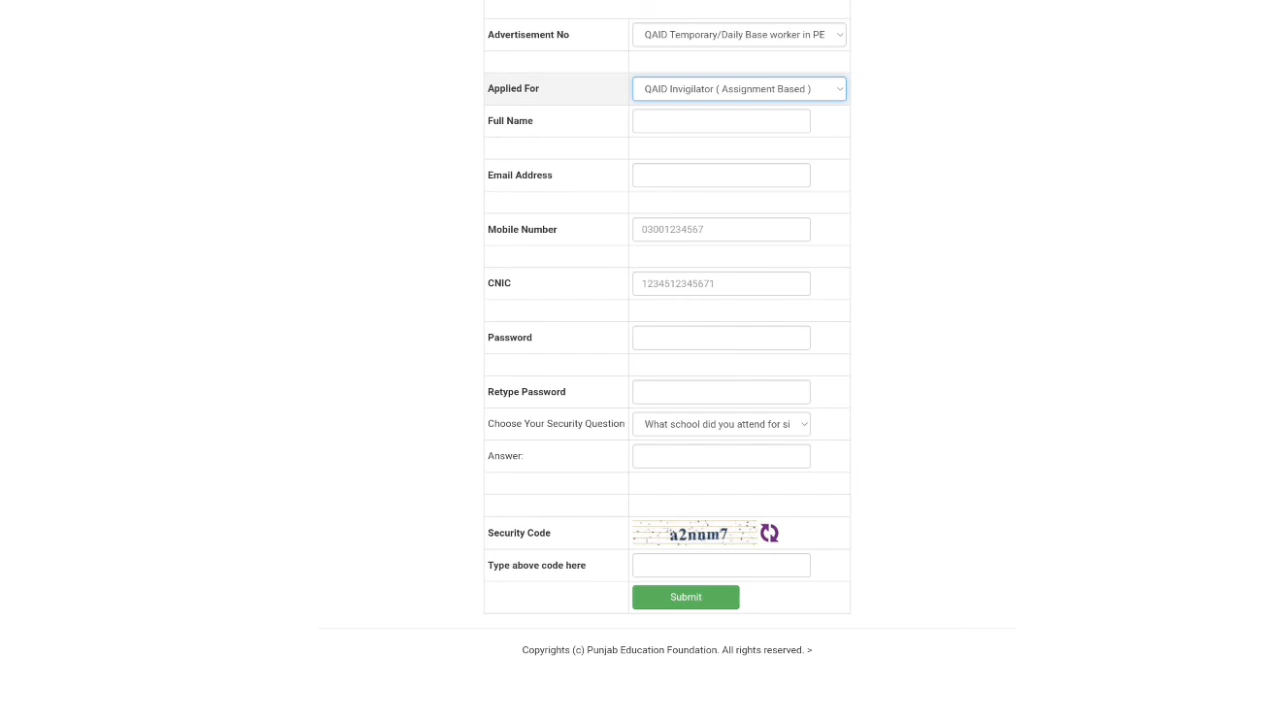 Advertisement No QAID Temporary/Daily Base worker in PE
Applied For QAID Invigilator ( Assignment Based )
Full Name
Email Address
Mobile Number 03001234567
CNIC 1234512345671
Password
Retype Password
Choose Your Security Question What school did you attend for si
Answer:
Security Code a2nnm7
Type above code here
Submit
Copyrights (c) Punjab Education Foundation. All rights reserved. >